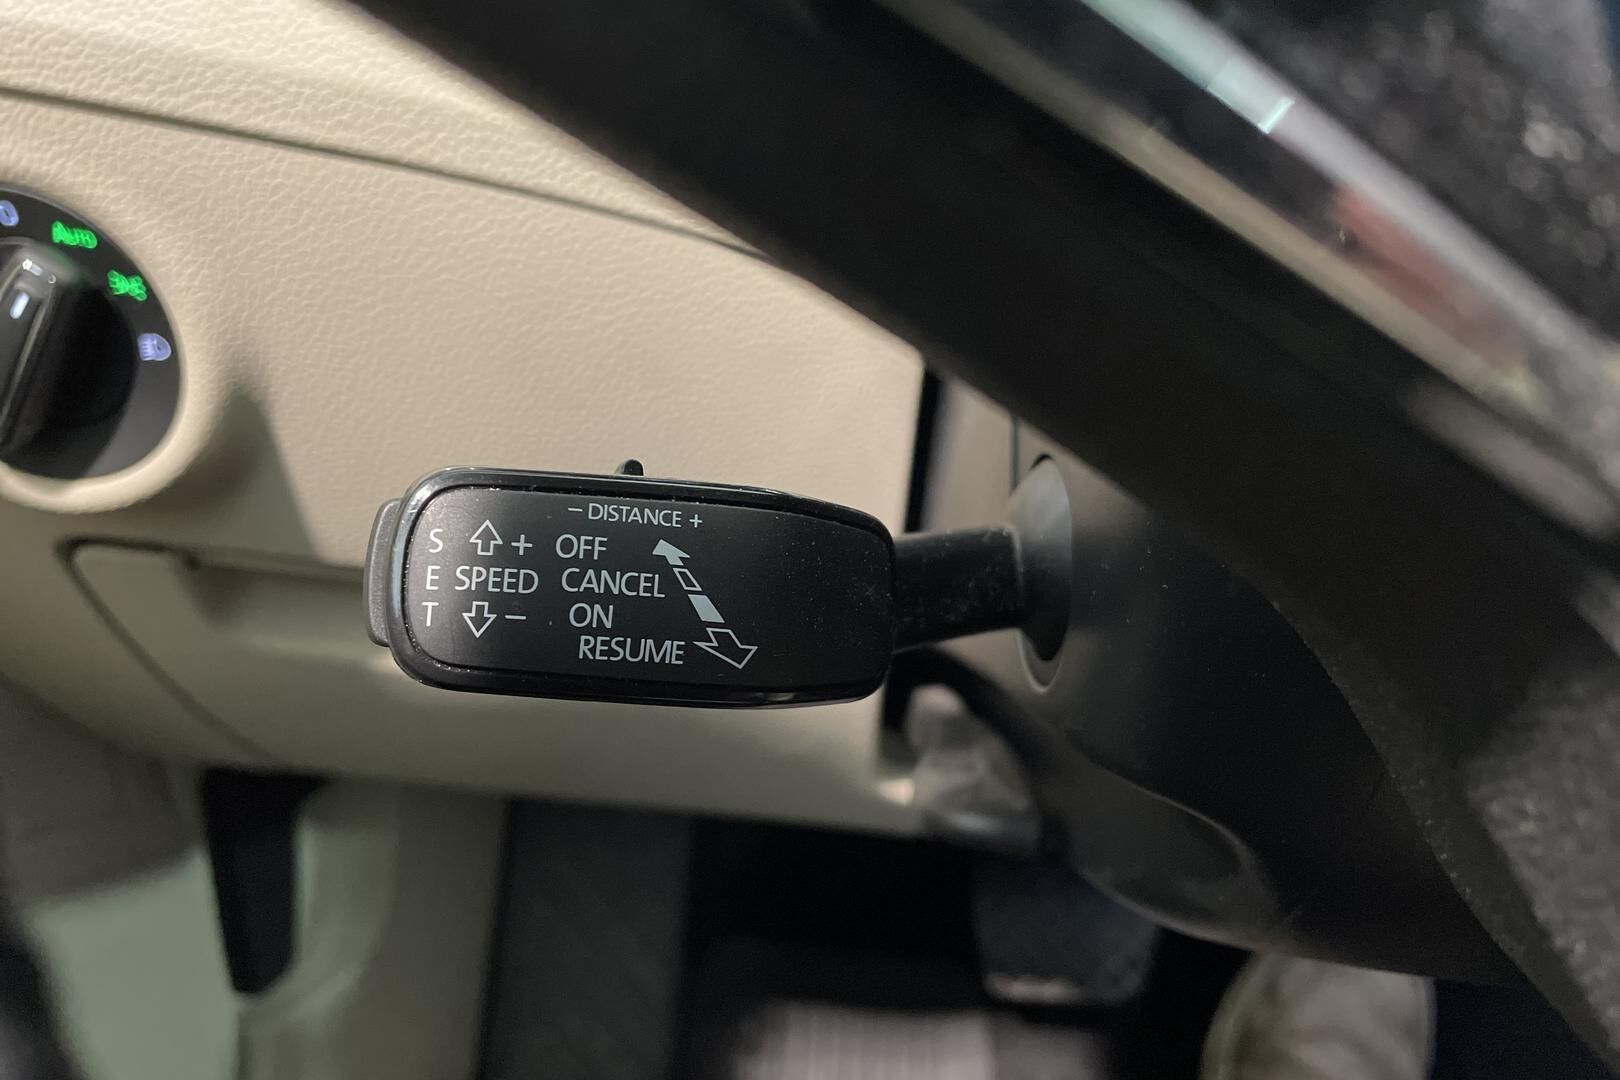 AUTO
− DISTANCE +
S + OFF
E SPEED CANCEL
T − ON
RESUME